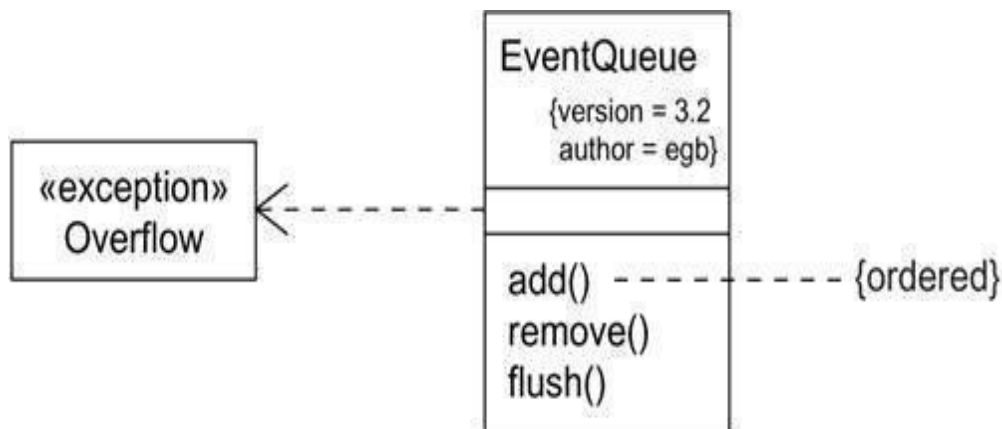 EventQueue
{version = 3.2
author = egb}
«exception»
Overflow
add()
{ordered}
remove()
flush()